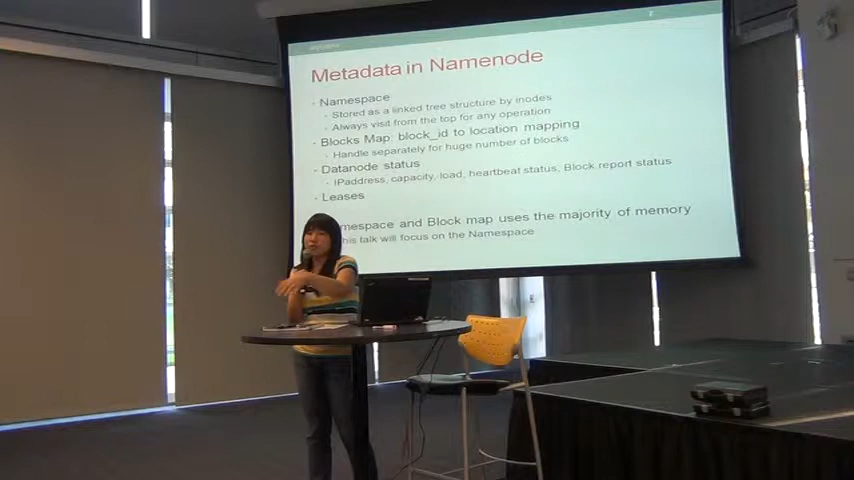 Metadata in Namenode
Namespace
Stored as a linked tree structure by inodes
Always visit from the top for any operation
Blocks Map: block_id to location mapping
Handle separately for huge number of blocks
Datanode status
IPaddress, capacity, load, heartbeat status, Block report status
Leases
mespace and Block map uses the majority of memory
his talk will focus on the Namespace